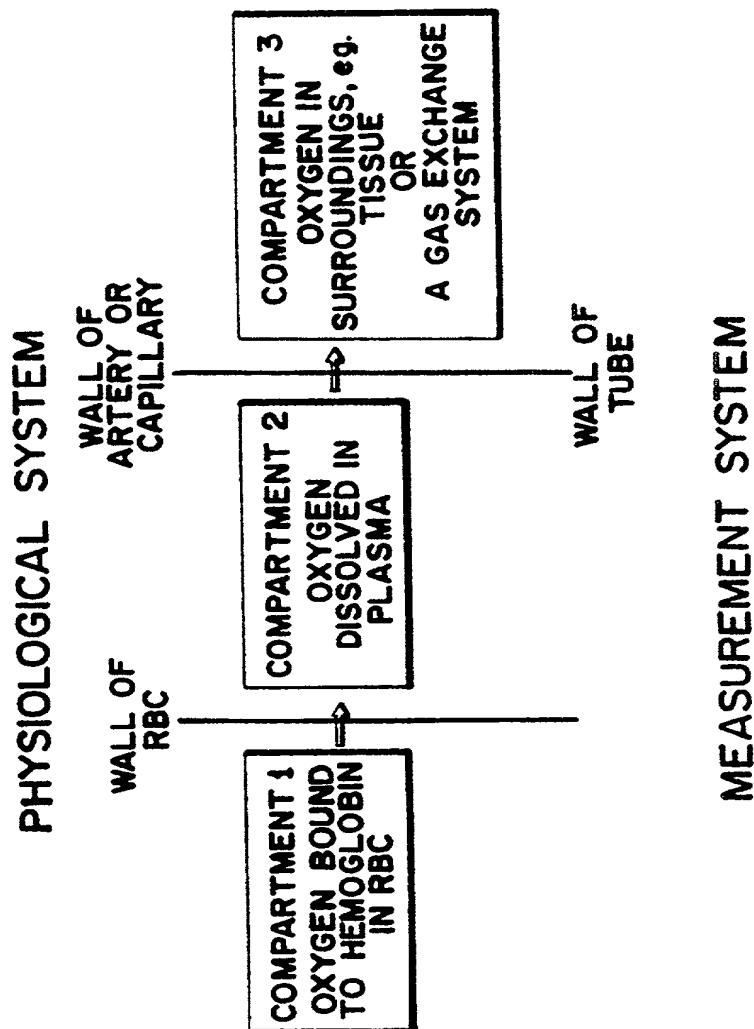 PHYSIOLOGICAL SYSTEM
WALL OF
RBC
WALL OF
ARTERY OR
CAPILLARY
COMPARTMENT 1
OXYGEN BOUND
TO HEMOGLOBIN
IN RBC
COMPARTMENT 2
OXYGEN
DISSOLVED IN
PLASMA
COMPARTMENT 3
OXYGEN IN
SURROUNDINGS, eg.
TISSUE
OR
A GAS EXCHANGE
SYSTEM
WALL OF
TUBE
MEASUREMENT SYSTEM